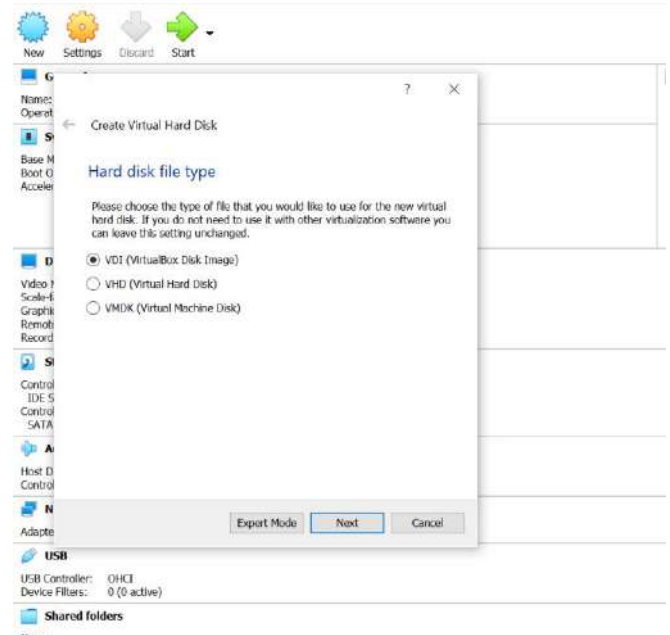 New Settings Discard Start
Name:
? ×
← Create Virtual Hard Disk
Hard disk file type
Please choose the type of file that you would like to use for the new virtual
hard disk. If you do not need to use it with other virtualization software you
can leave this setting unchanged.
VDI (VirtualBox Disk Image)
VHD (Virtual Hard Disk)
VMDK (Virtual Machine Disk)
Expert Mode Next Cancel
Operat
Base M
Boot O
Acceler
D
Video
Scale-f
Graphi
Remot
Record
Control
IDE S
Control
SATA
A
Host D
Control
N
Adapte
USB
USB Controller: OHCI
Device Filters: 0 (0 active)
Shared folders